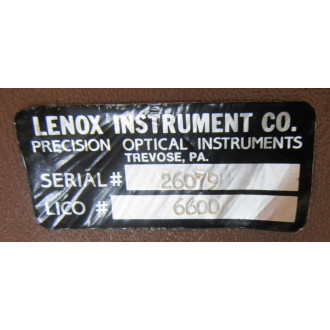 LENOX INSTRUMENT CO.
PRECISION OPTICAL INSTRUMENTS
TREVOSE, PA.
SERIAL # 26079
LICO # 6600